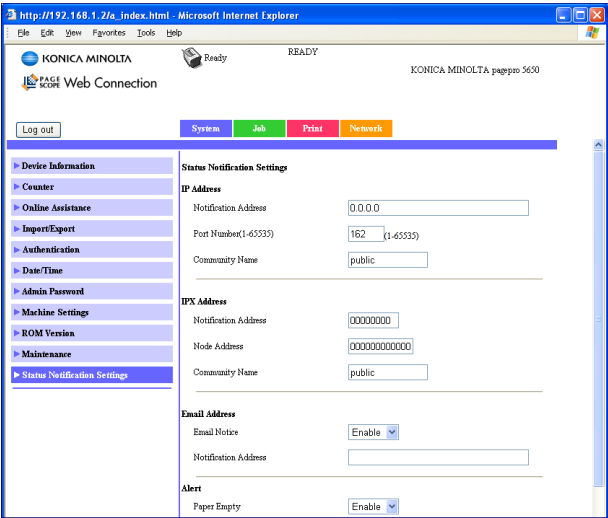 http://192.168.1.2/a_index.html - Microsoft Internet Explorer
File Edit View Favorites Tools Help
KONICA MINOLTA
Ready
READY
KONICA MINOLTA pagepro 5650
PAGE SCOPE Web Connection
Log out
System Job Print Network
Device Information
Counter
Online Assistance
Import/Export
Authentication
Date/Time
Admin Password
Machine Settings
ROM Version
Maintenance
Status Notification Settings
Status Notification Settings
IP Address
Notification Address 0.0.0.0
Port Number(1-65535) 162 (1-65535)
Community Name public
IPX Address
Notification Address 00000000
Node Address 000000000000
Community Name public
Email Address
Email Notice Enable
Notification Address
Alert
Paper Empty Enable